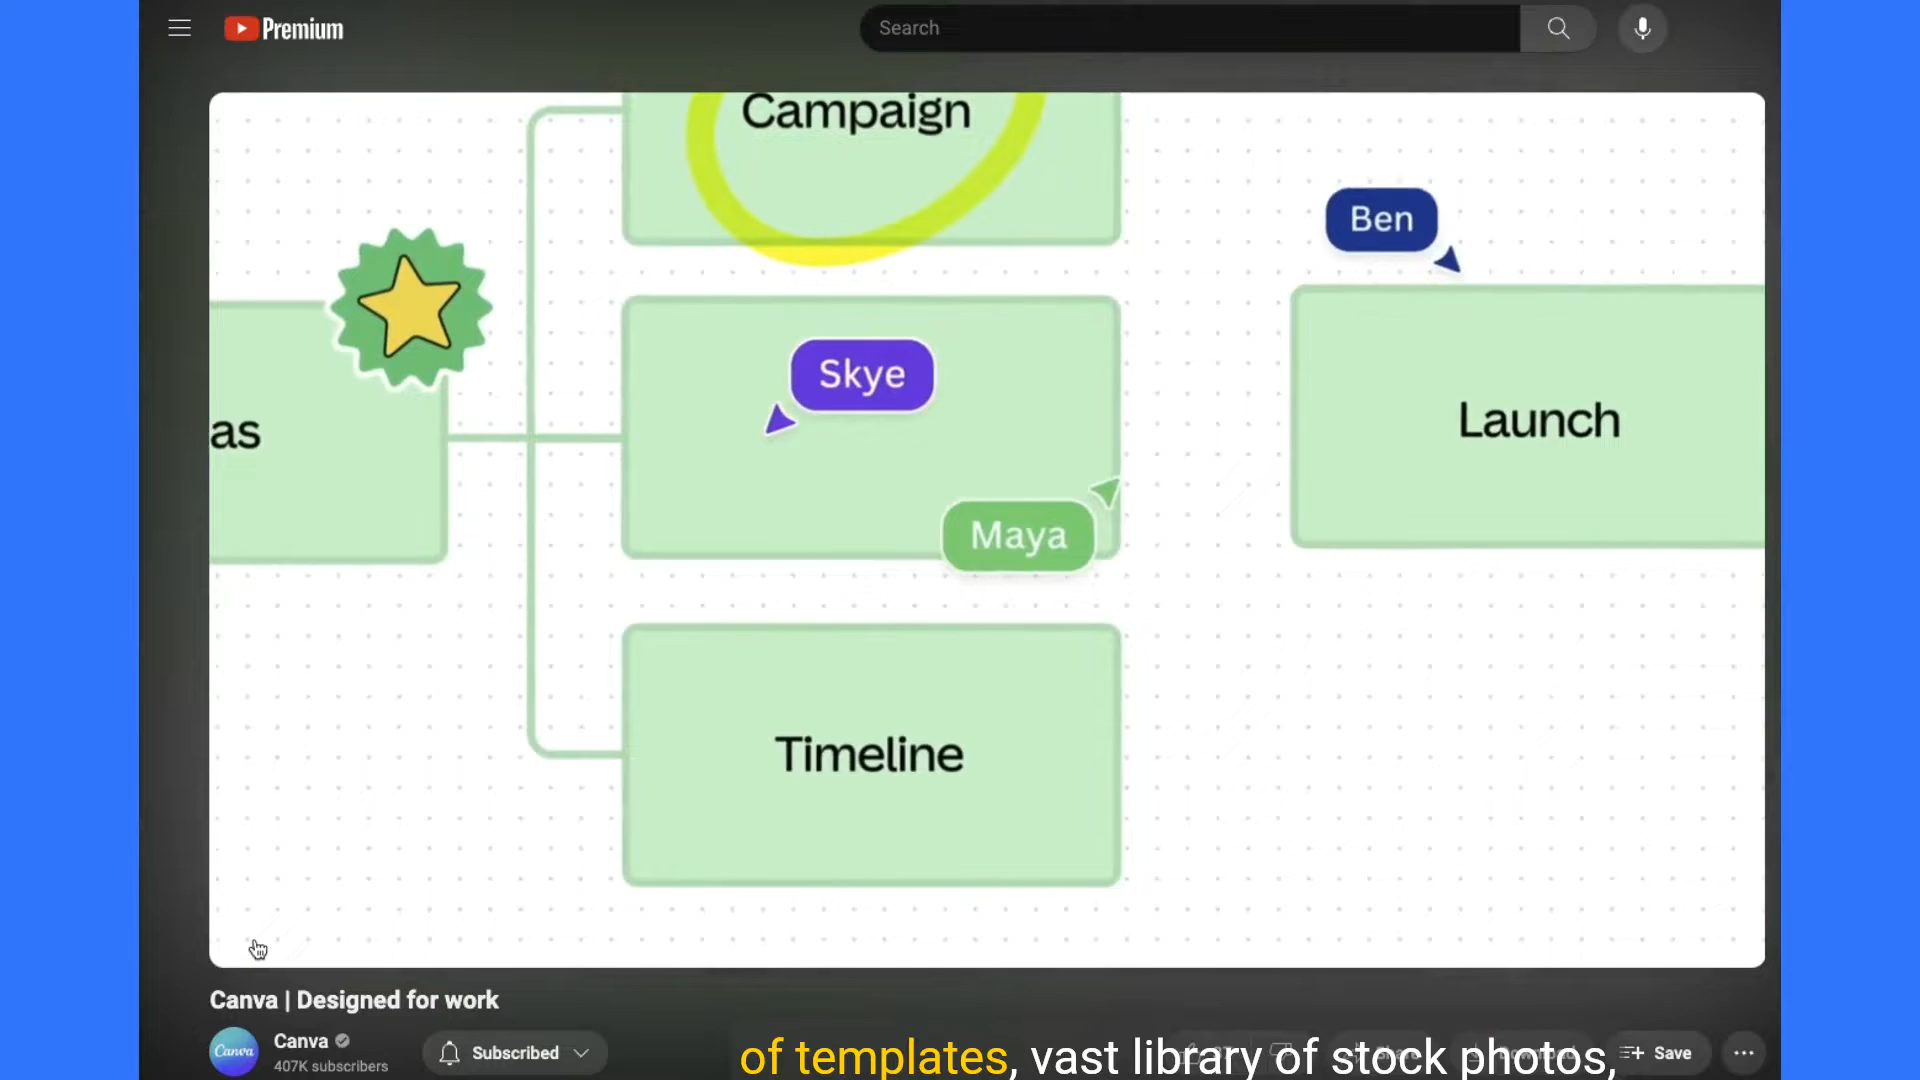 Premium
Search
Campaign
Ben
Skye
as
Launch
Maya
Timeline
Canva | Designed for work
Canva
407K subscribers
Subscribed
Save
of templates, vast library of stock photos,